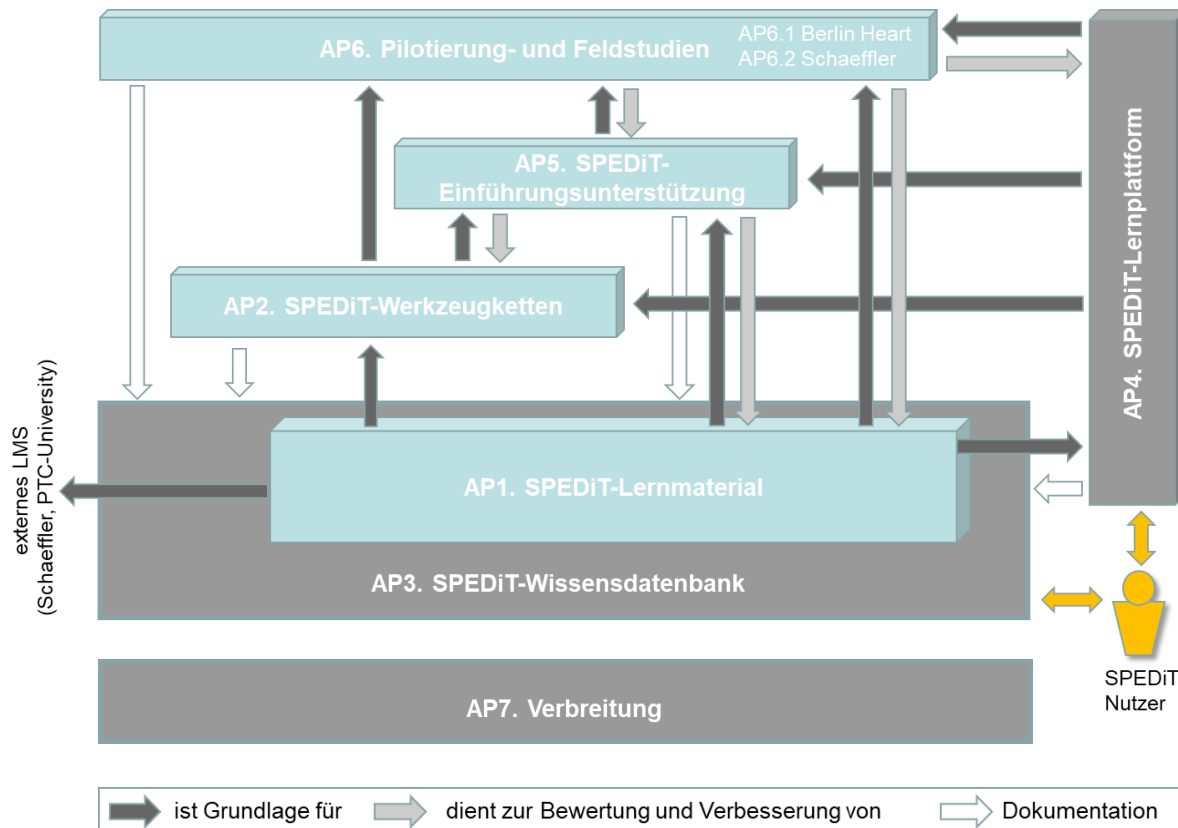 AP6. Pilotierung- und Feldstudien
AP6.1 Berlin Heart
AP6.2 Schaeffler
AP5. SPEDiT-
Einführungsunterstützung
AP2. SPEDiT-Werkzeugketten
AP4. SPEDiT-Lernplattform
externes LMS
(Schaeffler, PTC-University)
AP1. SPEDiT-Lernmaterial
AP3. SPEDiT-Wissensdatenbank
SPEDiT
Nutzer
AP7. Verbreitung
ist Grundlage für
dient zur Bewertung und Verbesserung von
Dokumentation